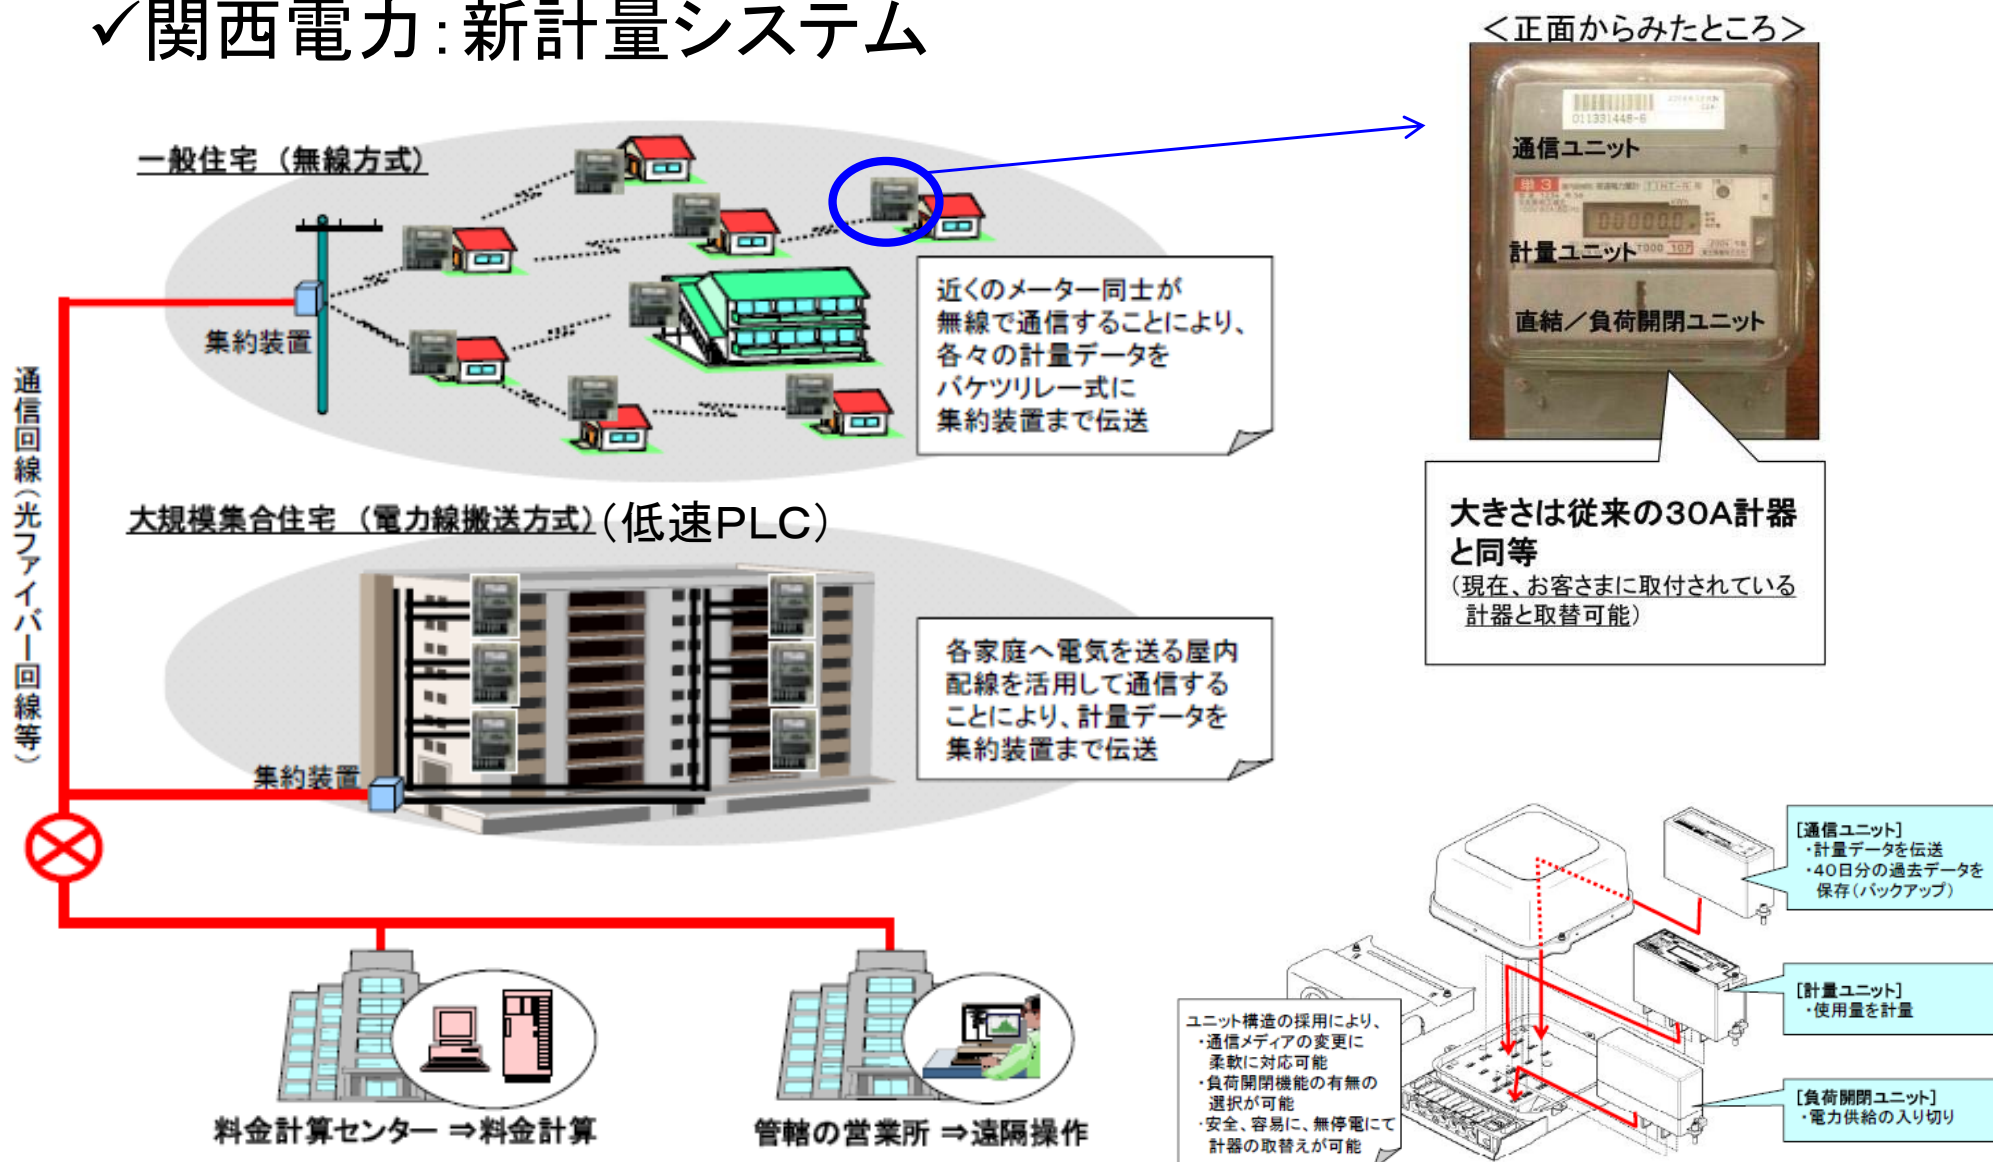 ✓関西電力：新計量システム
＜正面からみたところ＞
一般住宅（無線方式）
集約装置
近くのメーター同士が
無線で通信することにより、
各々の計量データを
バケツリレー式に
集約装置まで伝送
011331448-6
通信ユニット
単3
計量ユニット
T000 107
直結／負荷開閉ユニット
大きさは従来の30A計器
と同等
（現在、お客さまに取付されている
計器と取替可能）
通信回線（光ファイバー回線等）
大規模集合住宅（電力線搬送方式）（低速PLC）
集約装置
各家庭へ電気を送る屋内
配線を活用して通信する
ことにより、計量データを
集約装置まで伝送
料金計算センター ⇒料金計算
管轄の営業所 ⇒遠隔操作
ユニット構造の採用により、
・通信メディアの変更に
柔軟に対応可能
・負荷開閉機能の有無の
選択が可能
・安全、容易に、無停電にて
計器の取替えが可能
[通信ユニット]
・計量データを伝送
・40日分の過去データを
保存（バックアップ）
[計量ユニット]
・使用量を計量
[負荷開閉ユニット]
・電力供給の入り切り